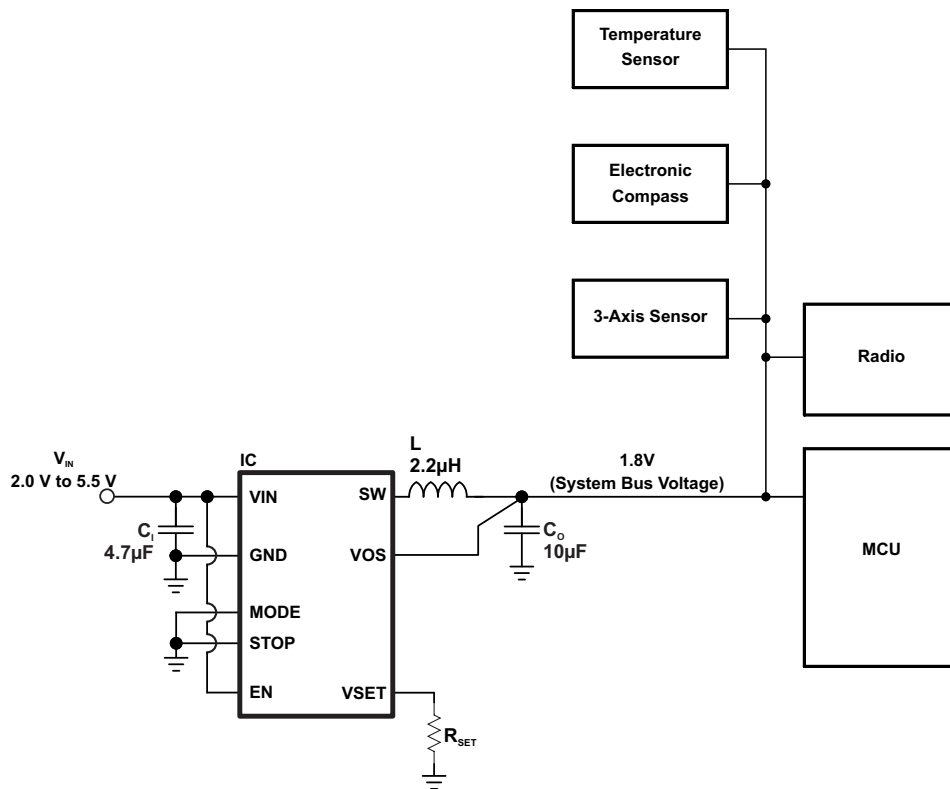 Temperature
Sensor
Electronic
Compass
3-Axis Sensor
Radio
V_IN
2.0 V to 5.5 V
IC
L
2.2µH
1.8V
(System Bus Voltage)
VIN
SW
C_I
4.7µF
GND
VOS
C_O
10µF
MCU
MODE
STOP
EN
VSET
R_SET